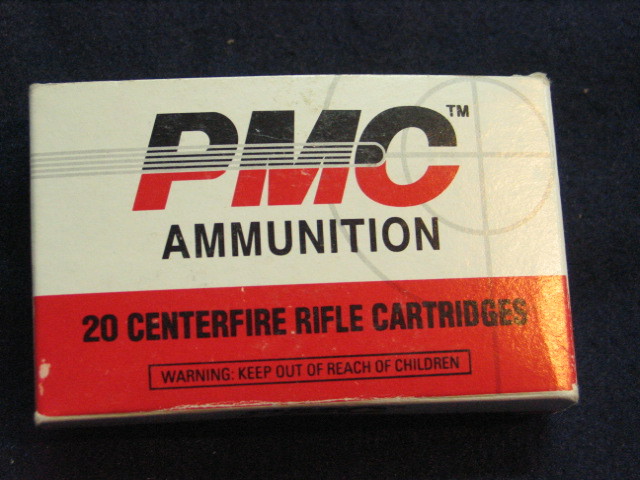 PMC™
AMMUNITION
20 CENTERFIRE RIFLE CARTRIDGES
WARNING: KEEP OUT OF REACH OF CHILDREN